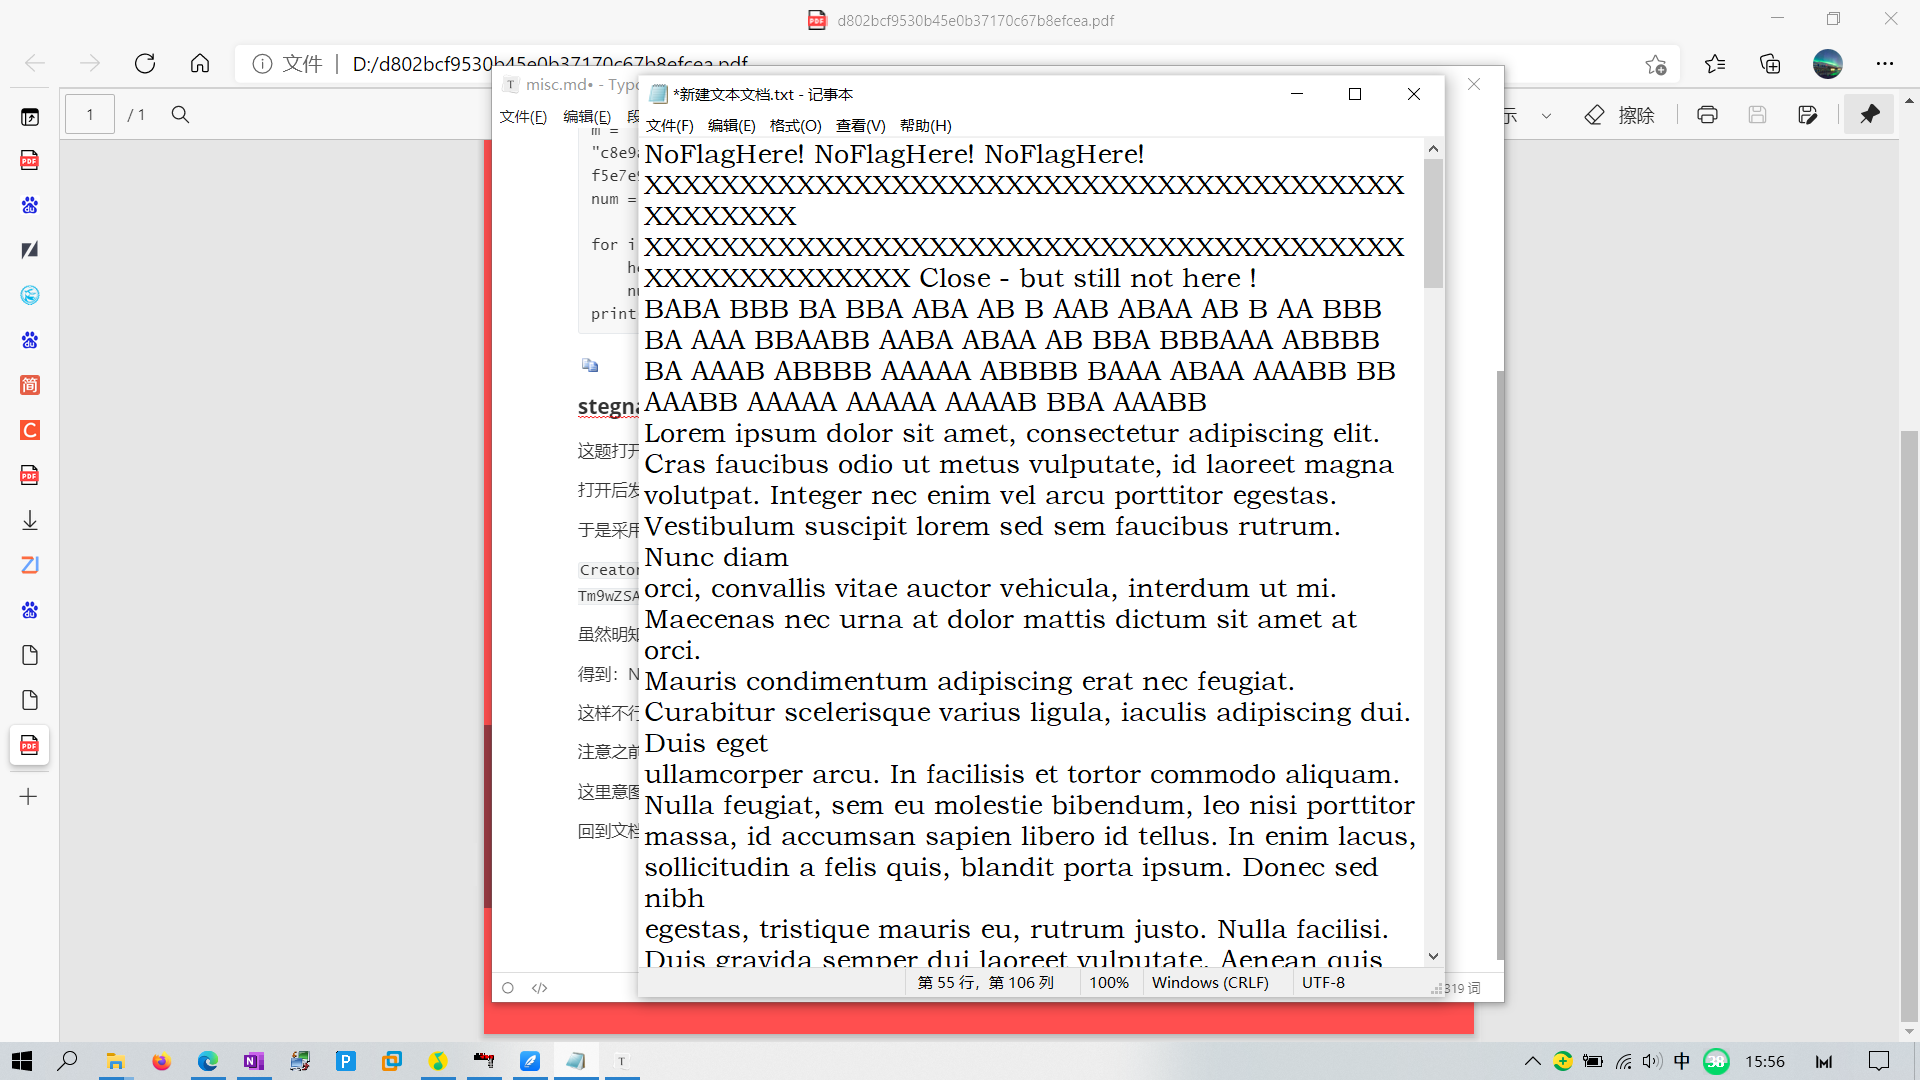 d802bcf9530b45e0b37170c67b8efcea.pdf
文件 | D:/d802bcf9530b45e0b37170c67b8efcea.pdf
1 / 1
示
擦除
misc.md• - Typo
文件(F) 编辑(E) 段
m =
"c8e9a
f5e7e9
num =
for i
print
stegna
这题打开
打开后发
于是采用
Creator
Tm9wZSA
虽然明知
得到：N
这样不行
注意之前
这里意图
回到文档
319 词
*新建文本文档.txt - 记事本
文件(F) 编辑(E) 格式(O) 查看(V) 帮助(H)
NoFlagHere! NoFlagHere! NoFlagHere!
XXXXXXXXXXXXXXXXXXXXXXXXXXXXXXXXXXXXXXXX
XXXXXXXX
XXXXXXXXXXXXXXXXXXXXXXXXXXXXXXXXXXXXXXXX
XXXXXXXXXXXXXX Close - but still not here !
BABA BBB BA BBA ABA AB B AAB ABAA AB B AA BBB
BA AAA BBAABB AABA ABAA AB BBA BBBAAA ABBBB
BA AAAB ABBBB AAAAA ABBBB BAAA ABAA AAABB BB
AAABB AAAAA AAAAA AAAAB BBA AAABB
Lorem ipsum dolor sit amet, consectetur adipiscing elit.
Cras faucibus odio ut metus vulputate, id laoreet magna
volutpat. Integer nec enim vel arcu porttitor egestas.
Vestibulum suscipit lorem sed sem faucibus rutrum.
Nunc diam
orci, convallis vitae auctor vehicula, interdum ut mi.
Maecenas nec urna at dolor mattis dictum sit amet at
orci.
Mauris condimentum adipiscing erat nec feugiat.
Curabitur scelerisque varius ligula, iaculis adipiscing dui.
Duis eget
ullamcorper arcu. In facilisis et tortor commodo aliquam.
Nulla feugiat, sem eu molestie bibendum, leo nisi porttitor
massa, id accumsan sapien libero id tellus. In enim lacus,
sollicitudin a felis quis, blandit porta ipsum. Donec sed
nibh
egestas, tristique mauris eu, rutrum justo. Nulla facilisi.
Duis gravida semper dui laoreet vulputate. Aenean quis
第 55 行，第 106 列 100% Windows (CRLF) UTF-8
中 38 15:56